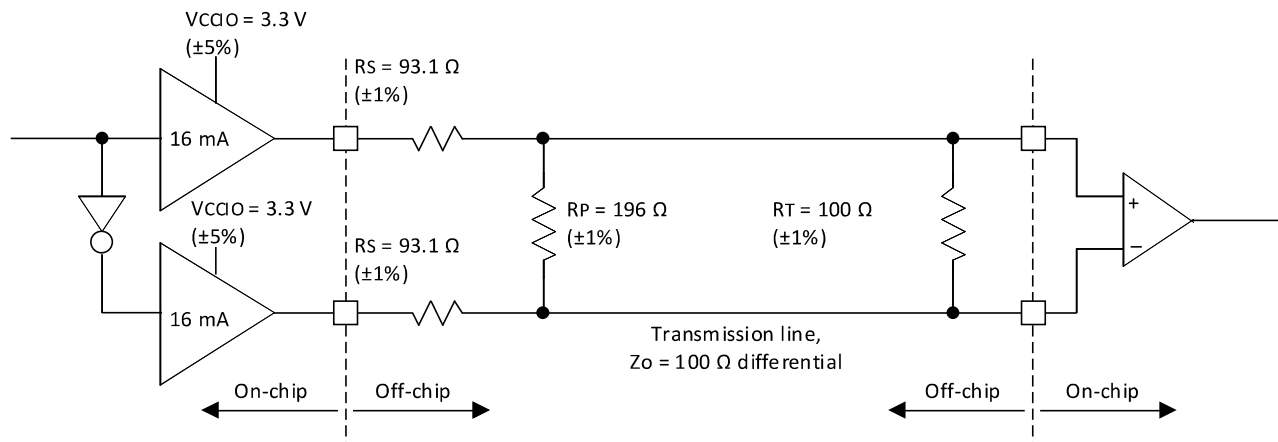 VCCIO = 3.3 V
(±5%)
RS = 93.1 Ω
(±1%)
16 mA
VCCIO = 3.3 V
(±5%)
RP = 196 Ω
(±1%)
RT = 100 Ω
(±1%)
+
−
RS = 93.1 Ω
(±1%)
16 mA
Transmission line,
Zo = 100 Ω differential
On-chip
Off-chip
Off-chip
On-chip